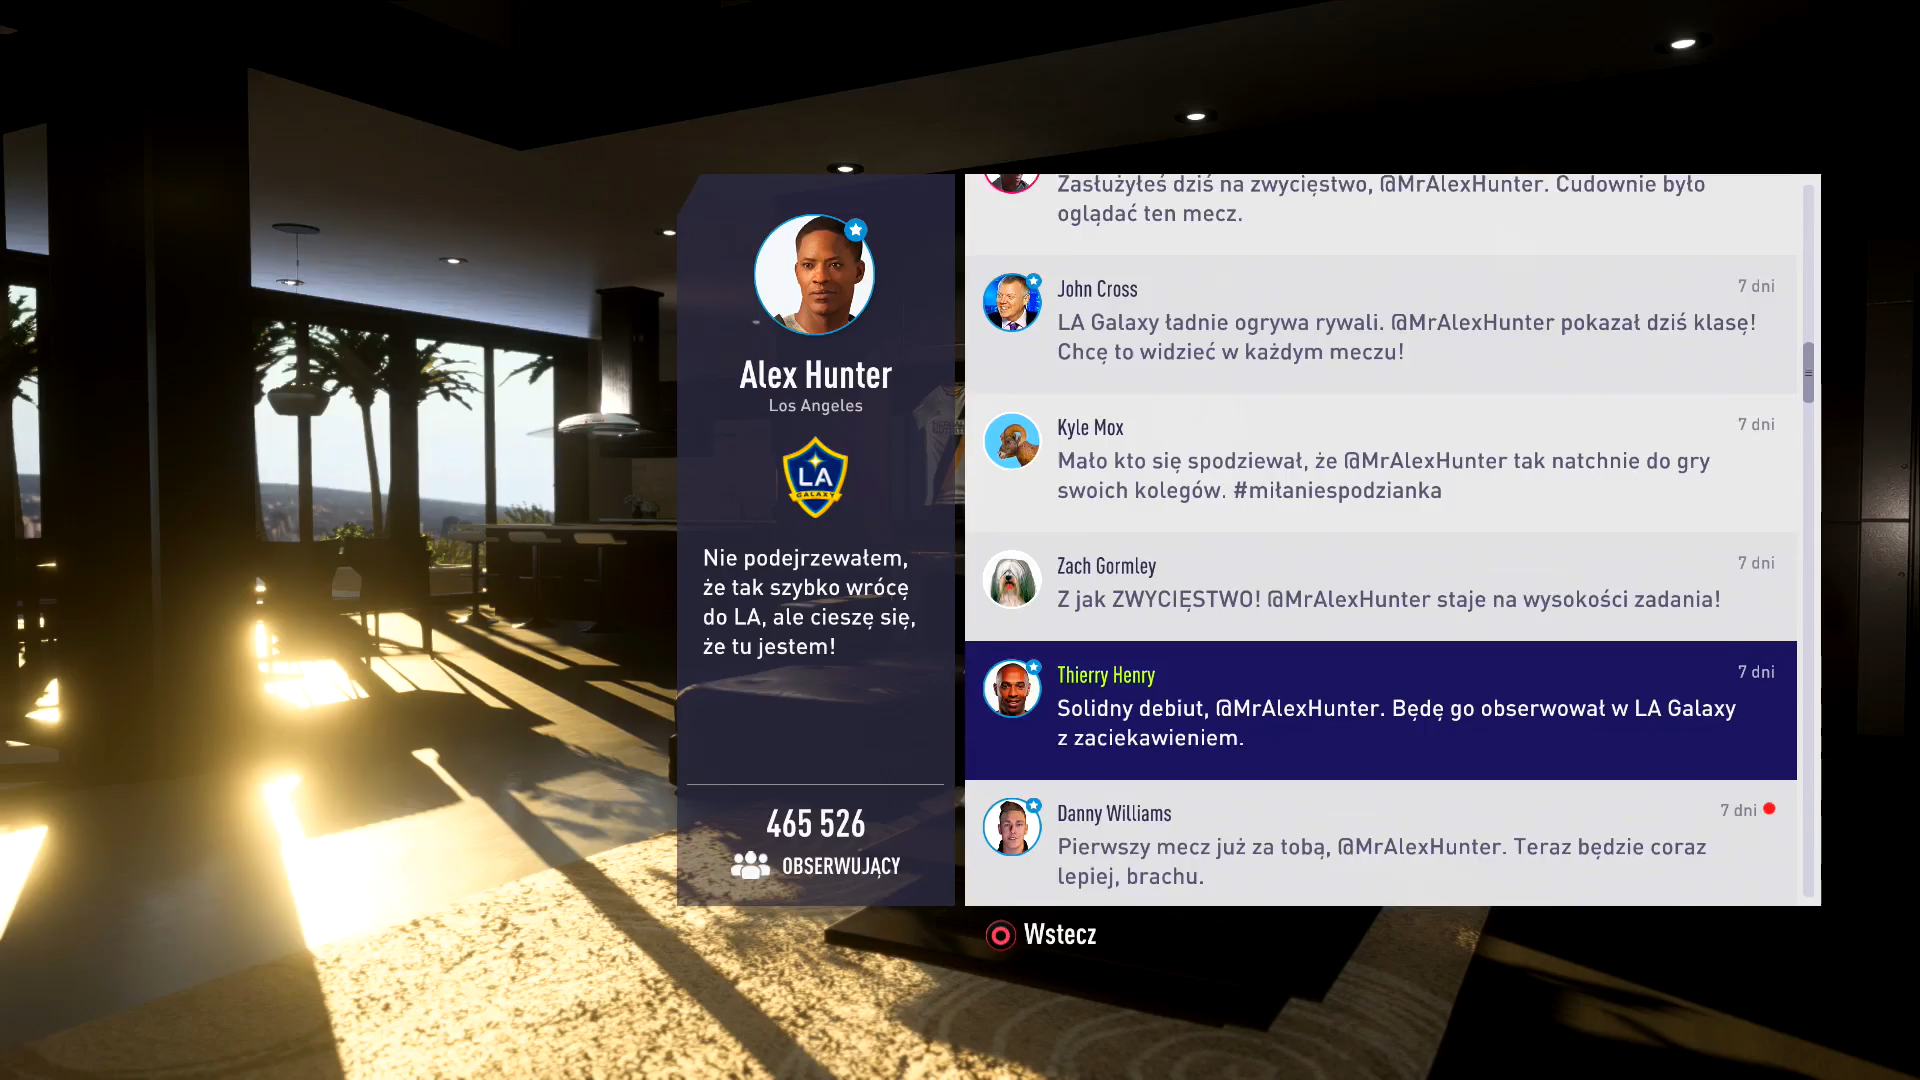 Alex Hunter
Los Angeles
LA
GALAXY
Nie podejrzewałem,
że tak szybko wrócę
do LA, ale cieszę się,
że tu jestem!
465 526
OBSERWUJĄCY
Zasłużyłeś dziś na zwycięstwo, @MrAlexHunter. Cudownie było
oglądać ten mecz.
John Cross
7 dni
LA Galaxy ładnie ogrywa rywali. @MrAlexHunter pokazał dziś klasę!
Chcę to widzieć w każdym meczu!
Kyle Mox
7 dni
Mało kto się spodziewał, że @MrAlexHunter tak natchnie do gry
swoich kolegów. #miłaniespodzianka
Zach Gormley
7 dni
Z jak ZWYCIĘSTWO! @MrAlexHunter staje na wysokości zadania!
Thierry Henry
7 dni
Solidny debiut, @MrAlexHunter. Będę go obserwował w LA Galaxy
z zaciekawieniem.
Danny Williams
7 dni
Pierwszy mecz już za tobą, @MrAlexHunter. Teraz będzie coraz
lepiej, brachu.
Wstecz